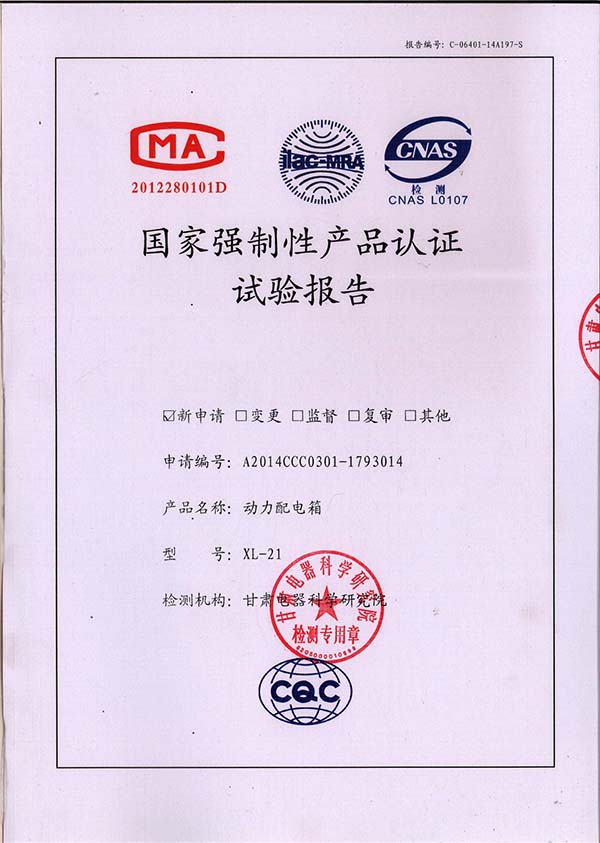 报告编号: C-06401-14A197-S
CMA
2012280101D
ilac-MRA
CNAS
检 测
CNAS L0107
国家强制性产品认证
试验报告
甘肃
☑新申请 □变更 □监督 □复审 □其他
申请编号: A2014CCC0301-1793014
产品名称: 动力配电箱
型 号: XL-21
检测机构: 甘肃电器科学研究院
甘肃电器科学研究院
检测专用章
CQC